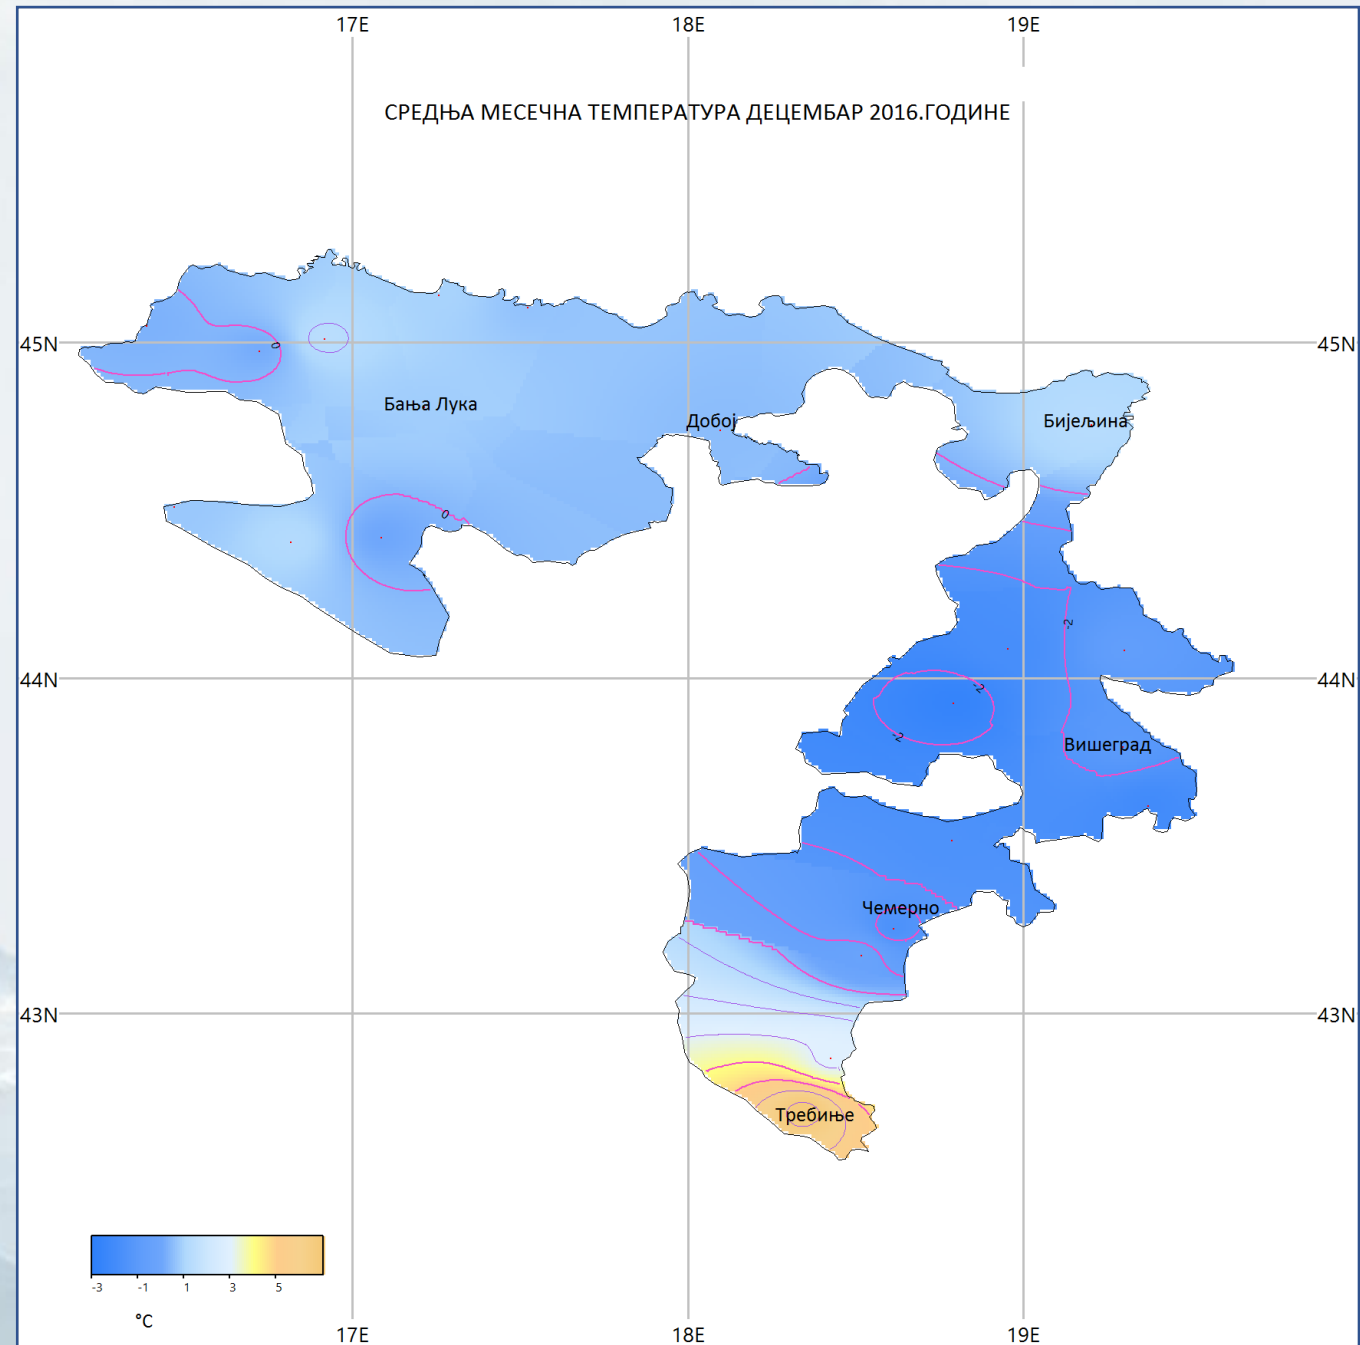 17E 18E 19E
СРЕДЊА МЕСЕЧНА ТЕМПЕРАТУРА ДЕЦЕМБАР 2016.ГОДИНЕ
45N 0 45N
Бања Лука
Добој Бијељина
0
-2
44N -2 44N
-2
Вишеград
Чемерно
43N 43N
Требиње
-3 -1 1 3 5
°C
17E 18E 19E